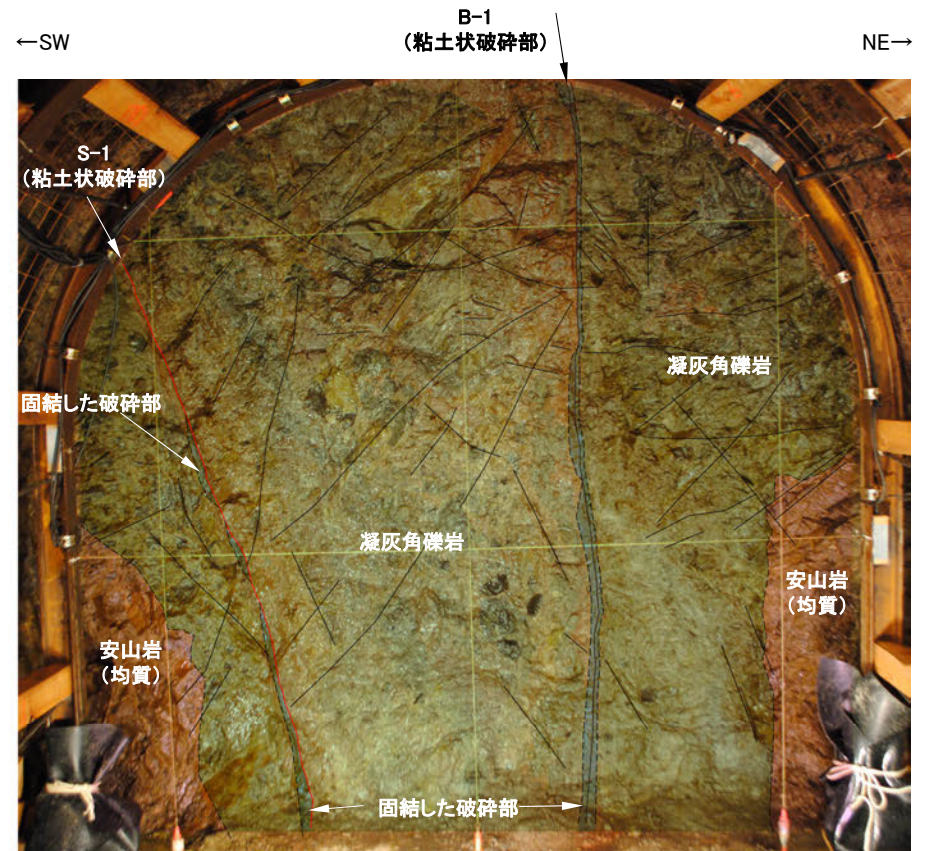 B-1
(粘土状破砕部)
←SW
NE→
S-1
(粘土状破砕部)
凝灰角礫岩
固結した破砕部
凝灰角礫岩
安山岩
(均質)
安山岩
(均質)
固結した破砕部